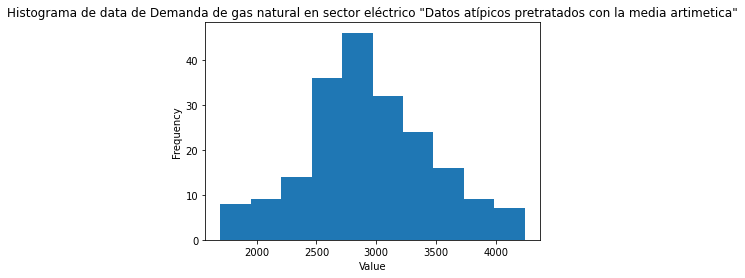 Histograma de data de Demanda de gas natural en sector eléctrico "Datos atípicos pretratados con la media artimetica"
40
30
20
10
0
Frequency
2000 2500 3000 3500 4000
Value